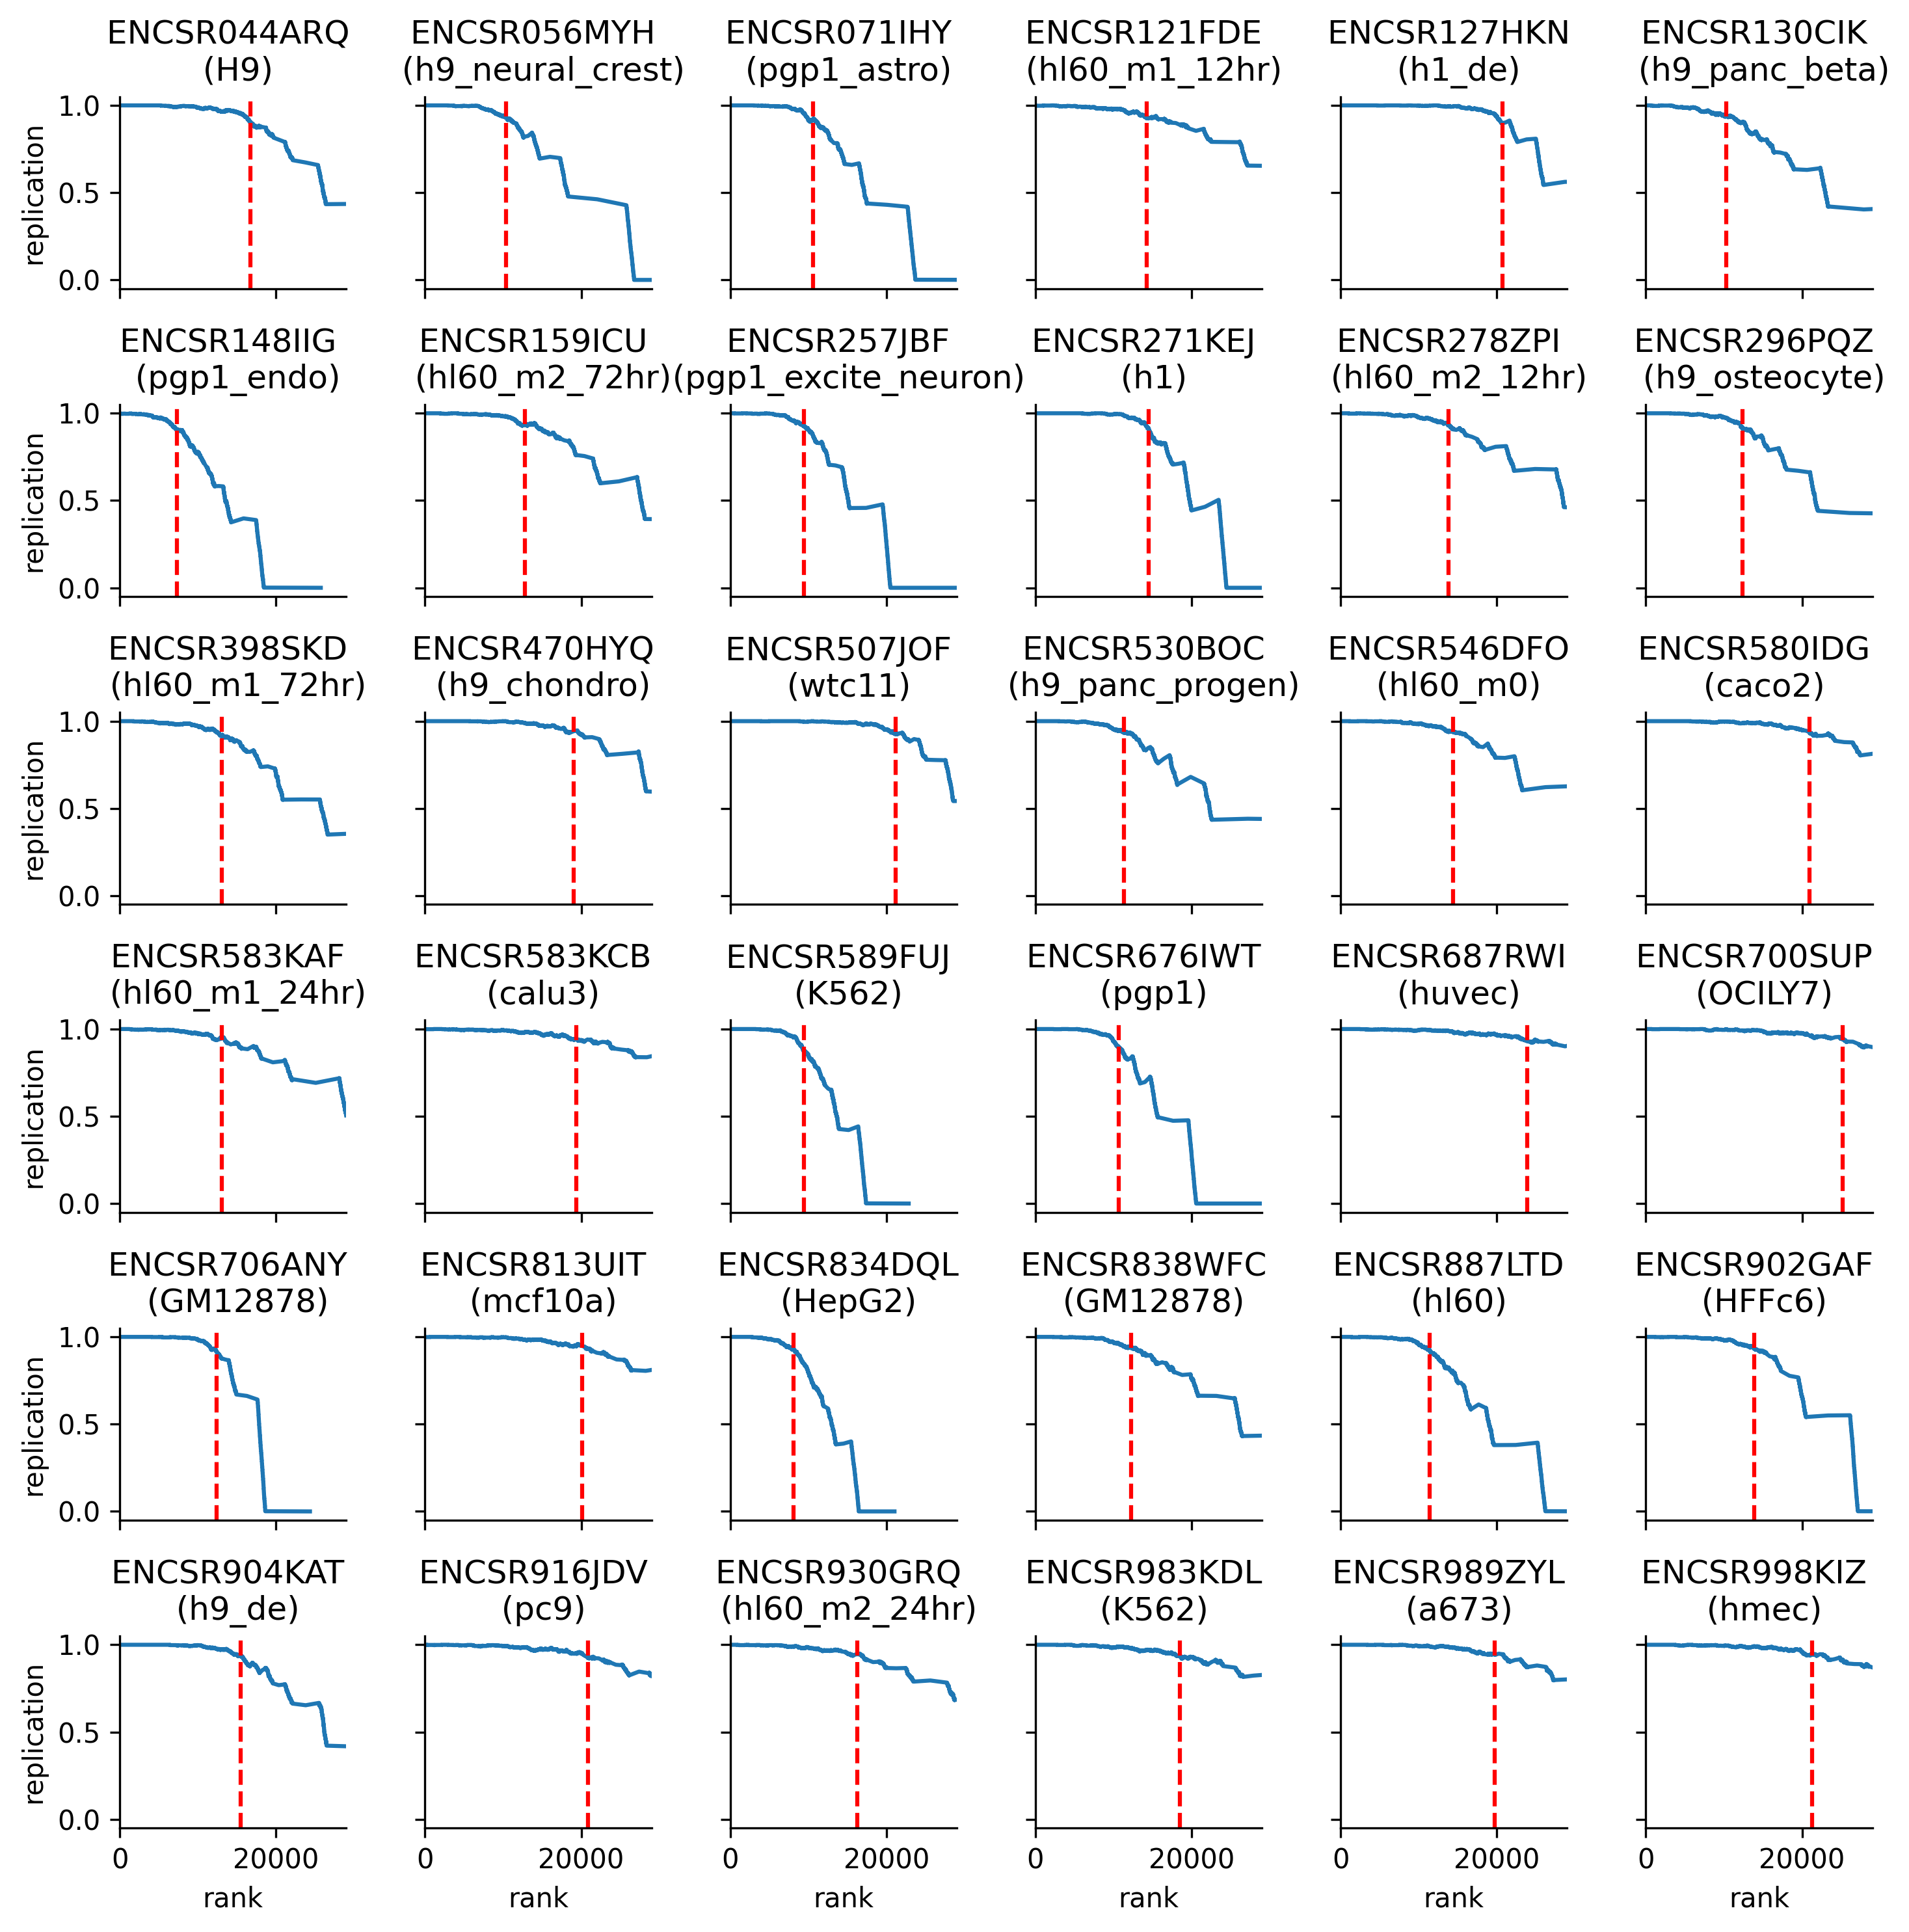 ENCSR044ARQ
(H9)
ENCSR056MYH
(h9_neural_crest)
ENCSR071IHY
(pgp1_astro)
ENCSR121FDE
(hl60_m1_12hr)
ENCSR127HKN
(h1_de)
ENCSR130CIK
(h9_panc_beta)
1.0
0.5
0.0
replication
ENCSR148IIG
(pgp1_endo)
ENCSR159ICU
(hl60_m2_72hr)
ENCSR257JBF
(pgp1_excite_neuron)
ENCSR271KEJ
(h1)
ENCSR278ZPI
(hl60_m2_12hr)
ENCSR296PQZ
(h9_osteocyte)
1.0
0.5
0.0
replication
ENCSR398SKD
(hl60_m1_72hr)
ENCSR470HYQ
(h9_chondro)
ENCSR507JOF
(wtc11)
ENCSR530BOC
(h9_panc_progen)
ENCSR546DFO
(hl60_m0)
ENCSR580IDG
(caco2)
1.0
0.5
0.0
replication
ENCSR583KAF
(hl60_m1_24hr)
ENCSR583KCB
(calu3)
ENCSR589FUJ
(K562)
ENCSR676IWT
(pgp1)
ENCSR687RWI
(huvec)
ENCSR700SUP
(OCILY7)
1.0
0.5
0.0
replication
ENCSR706ANY
(GM12878)
ENCSR813UIT
(mcf10a)
ENCSR834DQL
(HepG2)
ENCSR838WFC
(GM12878)
ENCSR887LTD
(hl60)
ENCSR902GAF
(HFFc6)
1.0
0.5
0.0
replication
ENCSR904KAT
(h9_de)
ENCSR916JDV
(pc9)
ENCSR930GRQ
(hl60_m2_24hr)
ENCSR983KDL
(K562)
ENCSR989ZYL
(a673)
ENCSR998KIZ
(hmec)
1.0
0.5
0.0
replication
0 20000
rank
0 20000
rank
0 20000
rank
0 20000
rank
0 20000
rank
0 20000
rank